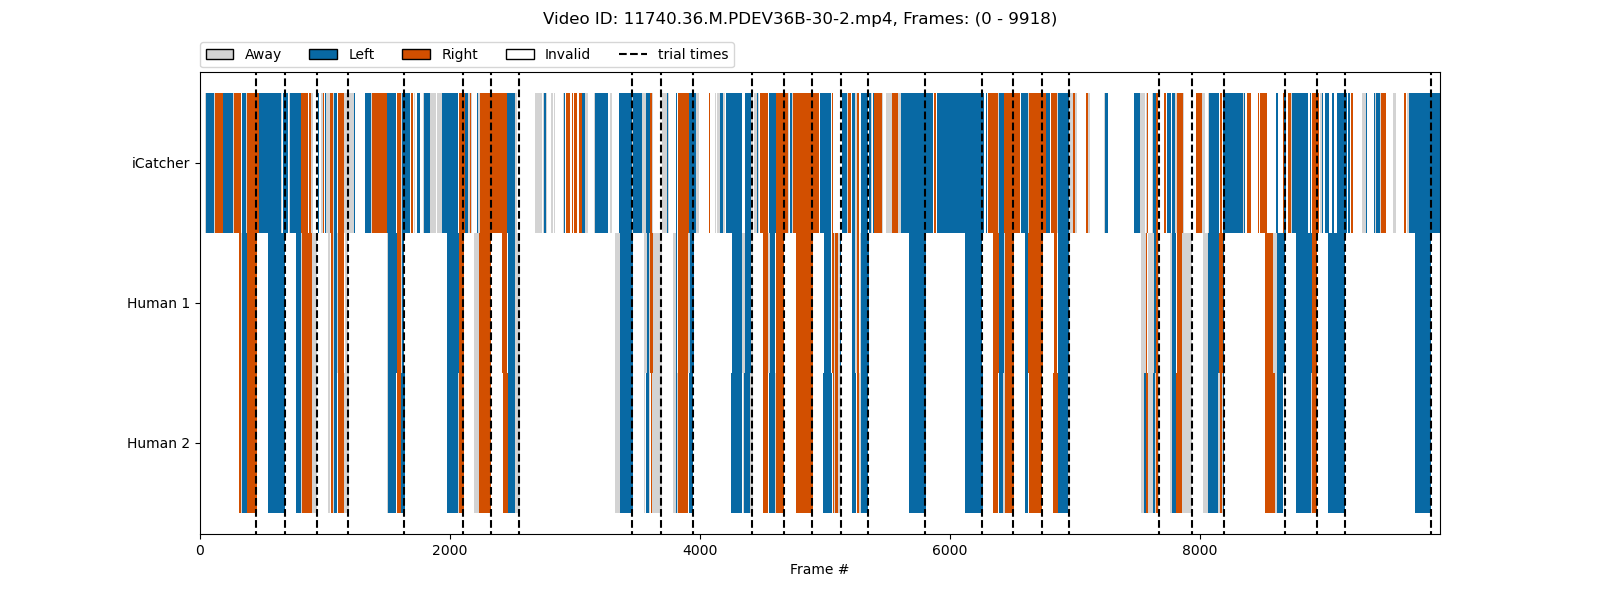 Video ID: 11740.36.M.PDEV36B-30-2.mp4, Frames: (0 - 9918)
Away Left Right Invalid trial times
iCatcher
Human 1
Human 2
0 2000 4000 6000 8000
Frame #